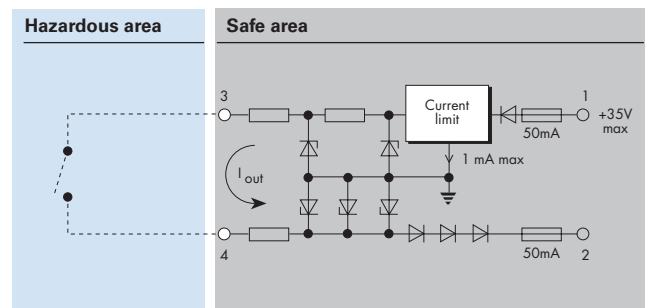 Hazardous area
Safe area
3
Current
limit
1
50mA
+35V
max
1 mA max
I out
4
50mA
2